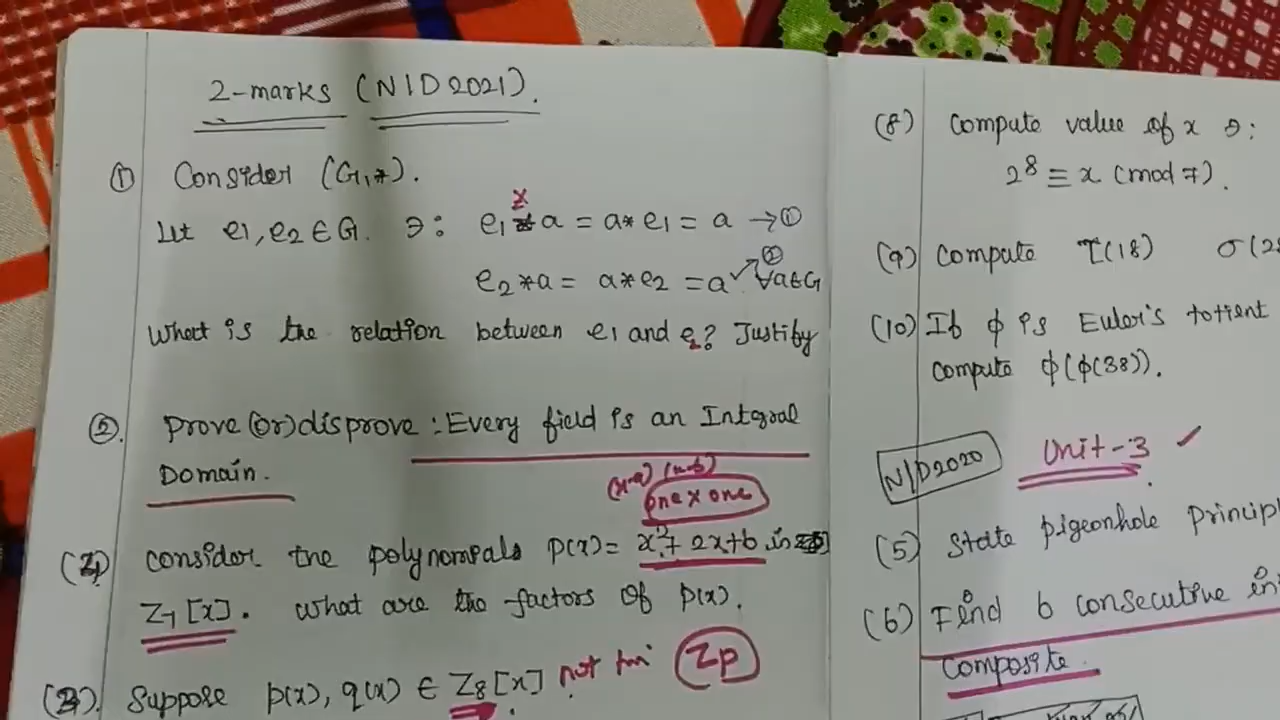 2-marks (N/D 2021).
① Consider (G,*).
Let e1, e2 ∈ G. ∋: e1 * a = a * e1 = a → ①
e2 * a = a * e2 = a ∀a∈G → ②
What is the relation between e1 and e2? Justify
②. Prove (or) disprove: Every field is an Integral
Domain.
(x-a) (x-b)
one x one
consider the polynomials p(x) = x²+ 2x+6 in
Z7[x]. What are the factors of p(x).
Suppose p(x), q(x) ∈ Z8[x] not in Zp
(8) Compute value of x ∋:
2⁸ ≡ x (mod 7).
(9) Compute τ(18) σ(28
(10) If φ is Euler's totient
compute φ(φ(38)).
N/D2020 Unit-3 ✓
(5) State pigeonhole princip
(6) Find 6 consecutive in
composite.